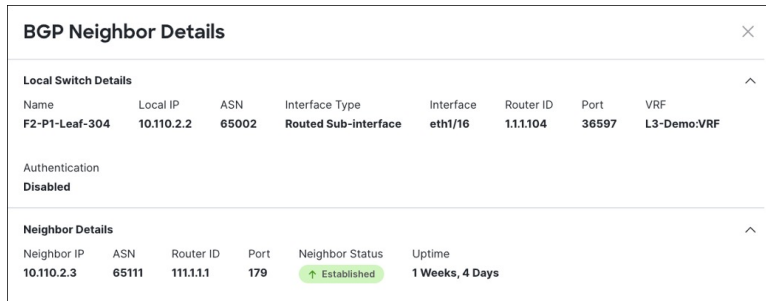 BGP Neighbor Details
Local Switch Details
Name Local IP ASN Interface Type Interface Router ID Port VRF
F2-P1-Leaf-304 10.110.2.2 65002 Routed Sub-interface eth1/16 1.1.1.104 36597 L3-Demo:VRF
Authentication
Disabled
Neighbor Details
Neighbor IP ASN Router ID Port Neighbor Status Uptime
10.110.2.3 65111 111.1.1.1 179 ↑ Established 1 Weeks, 4 Days